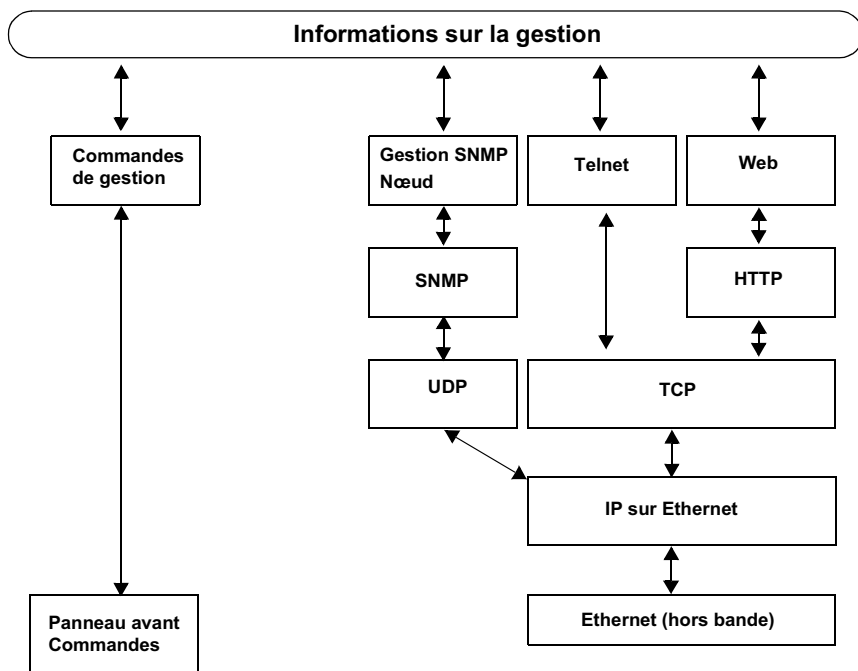 Informations sur la gestion
Commandes
de gestion
Gestion SNMP
Nœud
Telnet
Web
SNMP
HTTP
UDP
TCP
IP sur Ethernet
Panneau avant
Commandes
Ethernet (hors bande)